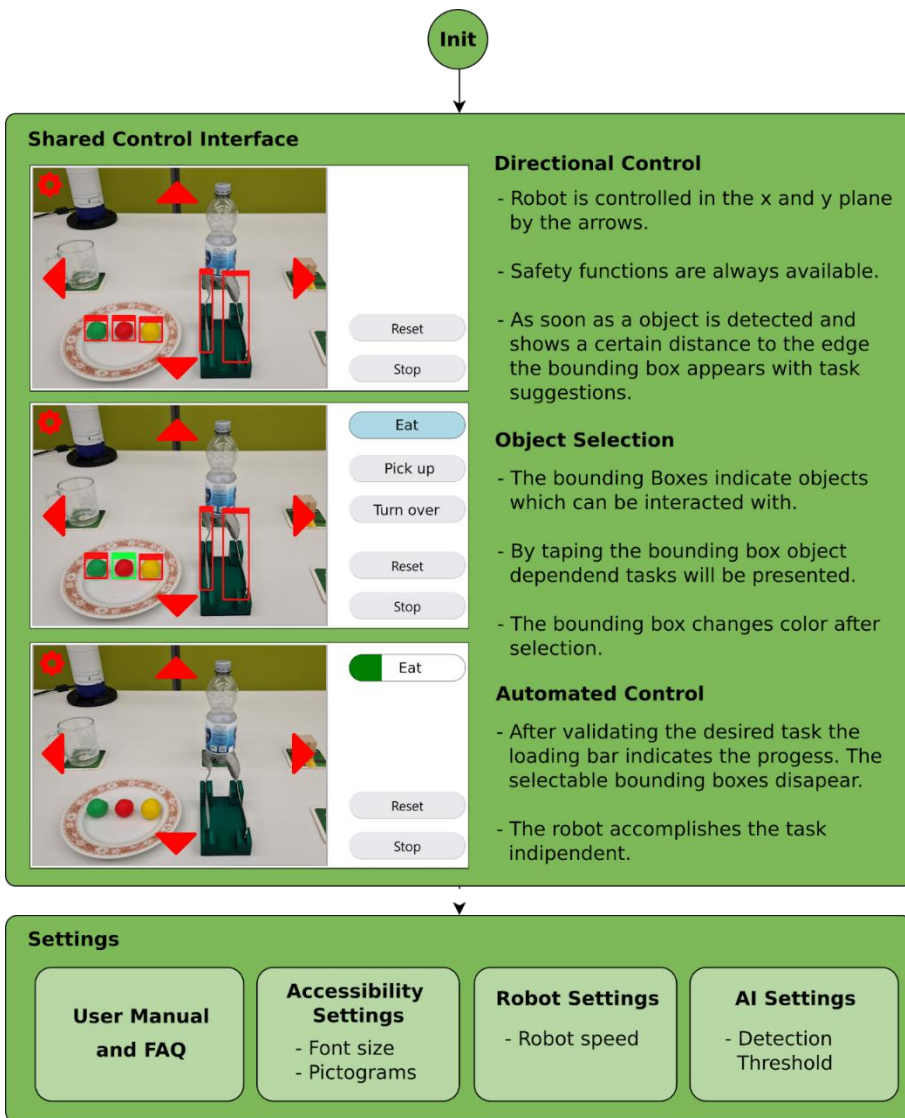 Init
Shared Control Interface
Reset
Stop
Eat
Pick up
Turn over
Reset
Stop
Eat
Reset
Stop
Directional Control
- Robot is controlled in the x and y plane
by the arrows.
- Safety functions are always available.
- As soon as a object is detected and
shows a certain distance to the edge
the bounding box appears with task
suggestions.
Object Selection
- The bounding Boxes indicate objects
which can be interacted with.
- By taping the bounding box object
dependend tasks will be presented.
- The bounding box changes color after
selection.
Automated Control
- After validating the desired task the
loading bar indicates the progess. The
selectable bounding boxes disapear.
- The robot accomplishes the task
indipendent.
Settings
User Manual
and FAQ
Accessibility
Settings
- Font size
- Pictograms
Robot Settings
- Robot speed
AI Settings
- Detection
Threshold